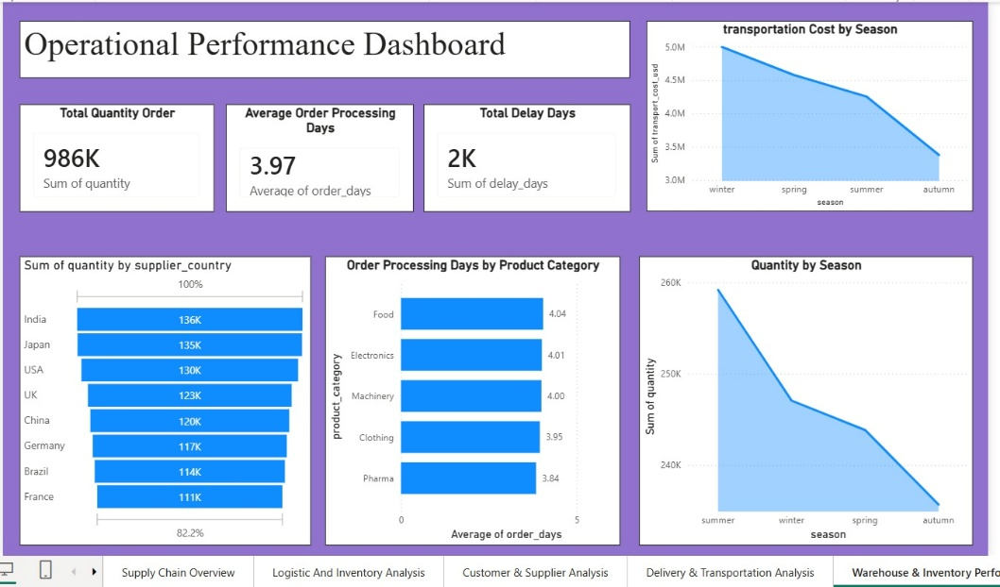 Operational Performance Dashboard
Total Quantity Order
986K
Sum of quantity
Average Order Processing
Days
3.97
Average of order_days
Total Delay Days
2K
Sum of delay_days
transportation Cost by Season
Sum of transport_cost_usd
5.0M
4.5M
4.0M
3.5M
3.0M
winter spring summer autumn
season
Sum of quantity by supplier_country
100%
India 136K
Japan 135K
USA 130K
UK 123K
China 120K
Germany 117K
Brazil 114K
France 111K
82.2%
Order Processing Days by Product Category
product_category
Food 4.04
Electronics 4.01
Machinery 4.00
Clothing 3.95
Pharma 3.84
0 5
Average of order_days
Quantity by Season
Sum of quantity
260K
250K
240K
summer winter spring autumn
season
Supply Chain Overview
Logistic And Inventory Analysis
Customer & Supplier Analysis
Delivery & Transportation Analysis
Warehouse & Inventory Perfo